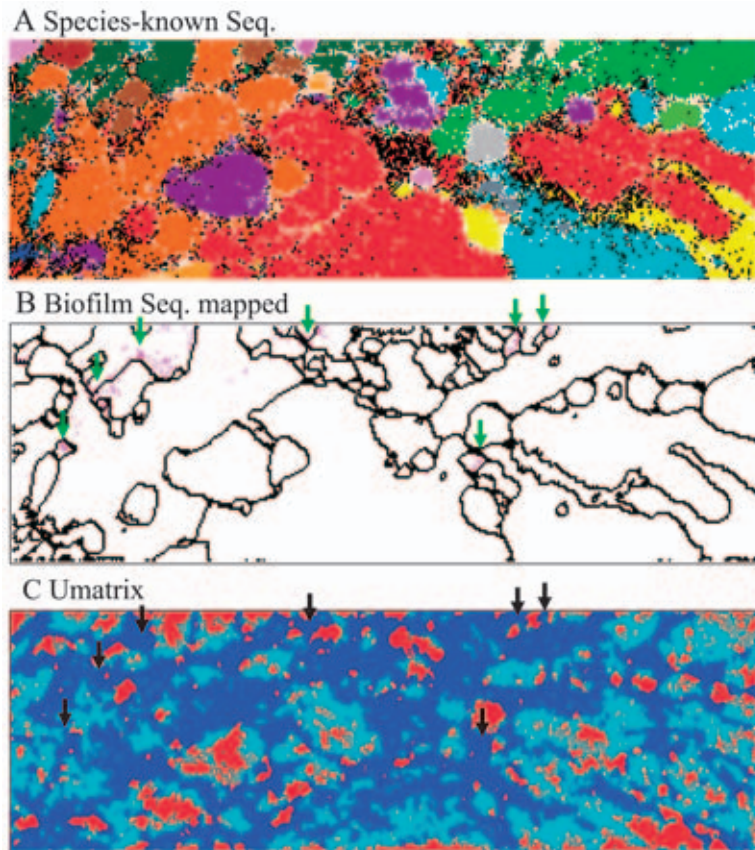 A Species-known Seq.
B Biofilm Seq. mapped
C Umatrix